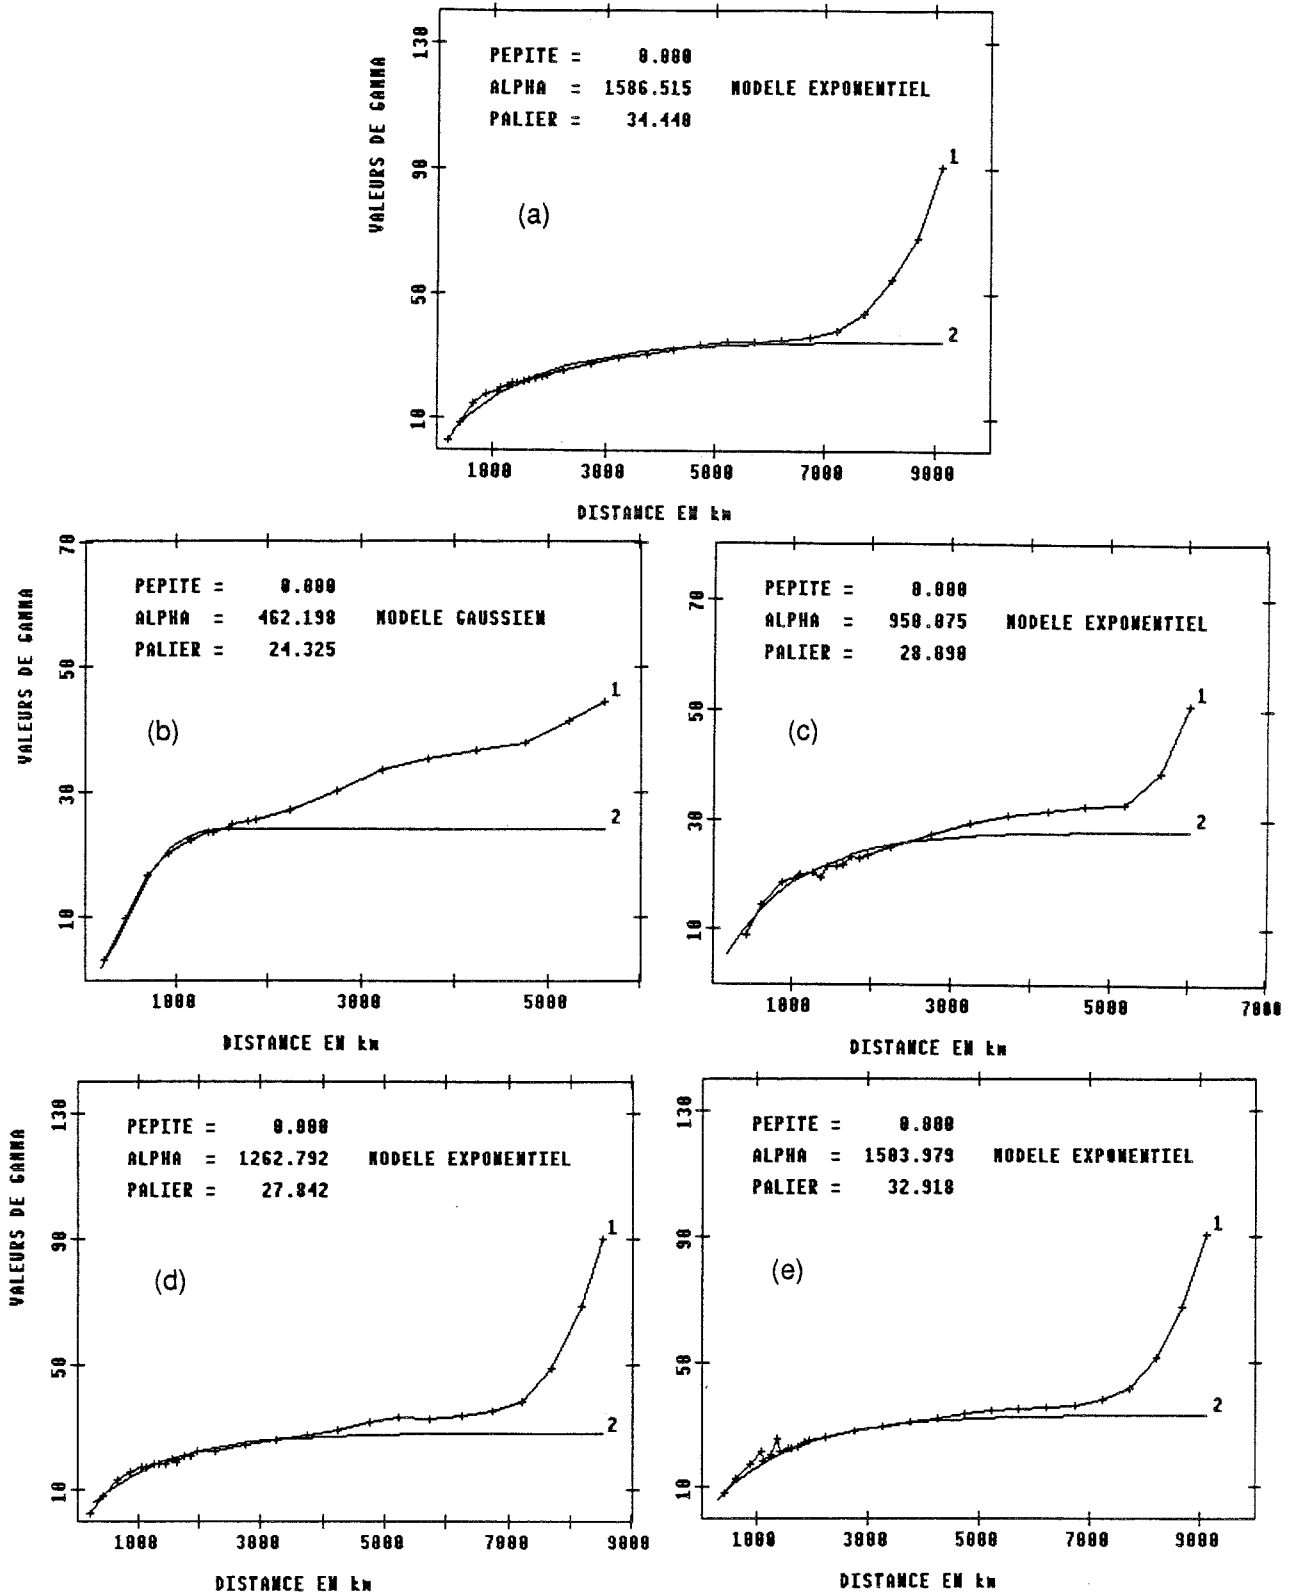 VALEURS DE GAMMA
130
90
50
10
PEPITE = 0.000
ALPHA = 1586.515 MODELE EXPONENTIEL
PALIER = 34.440
(a)
1
2
1000 3000 5000 7000 9000
DISTANCE EN km
VALEURS DE GAMMA
70
50
30
10
PEPITE = 0.000
ALPHA = 462.198 MODELE GAUSSIEN
PALIER = 24.325
(b)
1
2
1000 3000 5000
DISTANCE EN km
70
50
30
10
PEPITE = 0.000
ALPHA = 950.075 MODELE EXPONENTIEL
PALIER = 28.090
(c)
1
2
1000 3000 5000 7000
DISTANCE EN km
VALEURS DE GAMMA
130
90
50
10
PEPITE = 0.000
ALPHA = 1262.792 MODELE EXPONENTIEL
PALIER = 27.842
(d)
1
2
1000 3000 5000 7000 9000
DISTANCE EN km
130
90
50
10
PEPITE = 0.000
ALPHA = 1503.979 MODELE EXPONENTIEL
PALIER = 32.918
(e)
1
2
1000 3000 5000 7000 9000
DISTANCE EN km